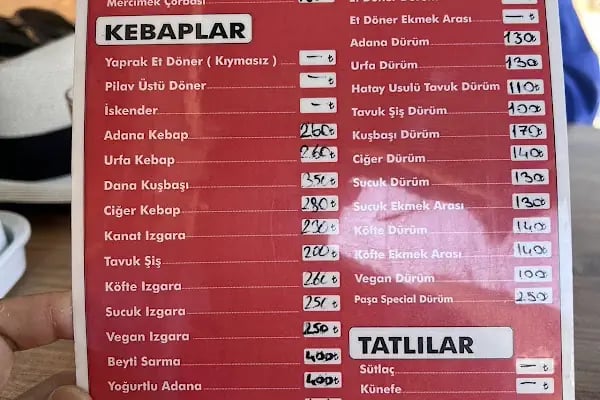 Mercimek Çorbası
KEBAPLAR
Yaprak Et Döner ( Kıymasız ) — ₺
Pilav Üstü Döner — ₺
İskender — ₺
Adana Kebap 260₺
Urfa Kebap 260₺
Dana Kuşbaşı 350₺
Ciğer Kebap 280₺
Kanat Izgara 230₺
Tavuk Şiş 200₺
Köfte Izgara 260₺
Sucuk Izgara 250₺
Vegan Izgara 250₺
Beyti Sarma 400₺
Yoğurtlu Adana 400₺
Et Döner Dürüm
Et Döner Ekmek Arası — ₺
Adana Dürüm 130₺
Urfa Dürüm 130₺
Hatay Usulü Tavuk Dürüm 110₺
Tavuk Şiş Dürüm 100₺
Kuşbaşı Dürüm 170₺
Ciğer Dürüm 140₺
Sucuk Dürüm 130₺
Sucuk Ekmek Arası 130₺
Köfte Dürüm 140₺
Köfte Ekmek Arası 140₺
Vegan Dürüm 100₺
Paşa Special Dürüm 250₺
TATLILAR
Sütlaç — ₺
Künefe — ₺